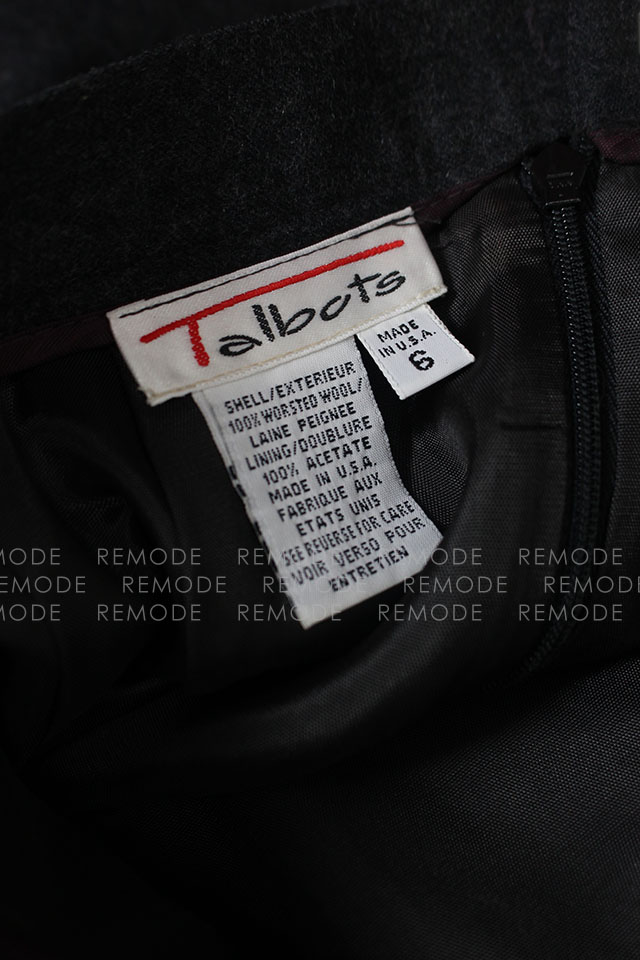 Talbots
MADE
IN U.S.A.
6
SHELL/EXTERIEUR
100% WORSTED WOOL/
LAINE PEIGNEE
LINING/DOUBLURE
100% ACETATE
MADE IN U.S.A.
FABRIQUE AUX
ETATS UNIS
SEE REVERSE FOR CARE
VOIR VERSO POUR
ENTRETIEN
MODE REMODE REMODE REMODE REMODE
REMODE REMODE REMODE REMODE REMODE
MODE REMODE REMODE REMODE REMODE